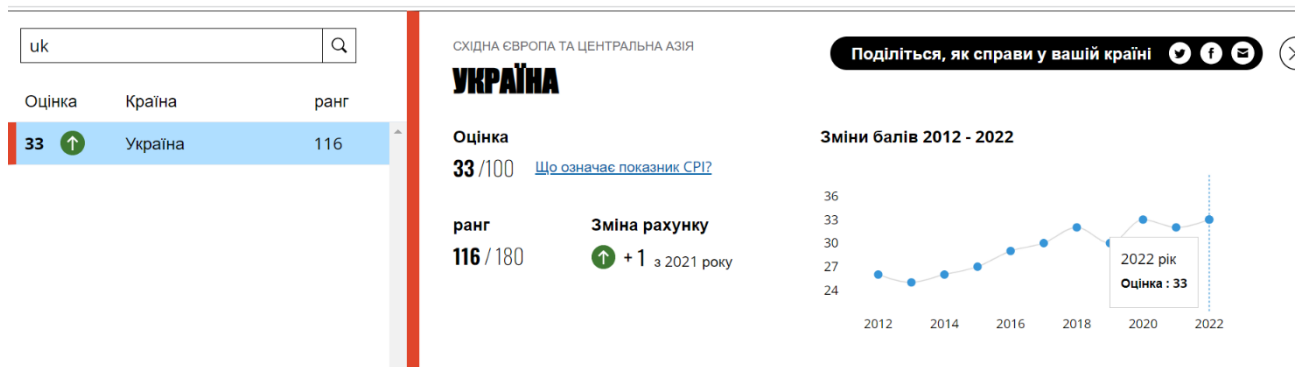 uk
Оцінка Країна ранг
33 Україна 116
СХІДНА ЄВРОПА ТА ЦЕНТРАЛЬНА АЗІЯ
УКРАЇНА
Поділіться, як справи у вашій країні
Оцінка
33 /100 Що означає показник CPI?
ранг Зміна рахунку
116 / 180 + 1 з 2021 року
Зміни балів 2012 - 2022
36
33
30
27
24
2022 рік
Оцінка : 33
2012 2014 2016 2018 2020 2022